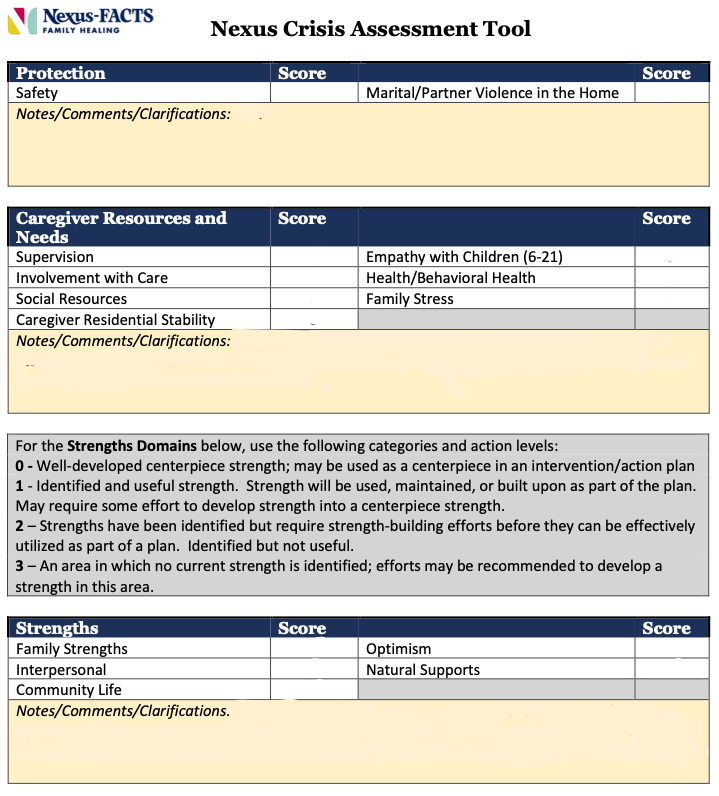 Nexus-FACTS
FAMILY HEALING
Nexus Crisis Assessment Tool
Protection Score Score
Safety Marital/Partner Violence in the Home
Notes/Comments/Clarifications:
Caregiver Resources and Needs Score Score
Supervision Empathy with Children (6-21)
Involvement with Care Health/Behavioral Health
Social Resources Family Stress
Caregiver Residential Stability
Notes/Comments/Clarifications:
For the Strengths Domains below, use the following categories and action levels:
0 - Well-developed centerpiece strength; may be used as a centerpiece in an intervention/action plan
1 - Identified and useful strength. Strength will be used, maintained, or built upon as part of the plan.
May require some effort to develop strength into a centerpiece strength.
2 – Strengths have been identified but require strength-building efforts before they can be effectively
utilized as part of a plan. Identified but not useful.
3 – An area in which no current strength is identified; efforts may be recommended to develop a
strength in this area.
Strengths Score Score
Family Strengths Optimism
Interpersonal Natural Supports
Community Life
Notes/Comments/Clarifications.